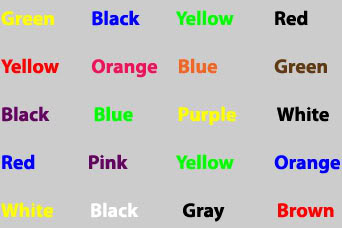 Green Black Yellow Red
Yellow Orange Blue Green
Black Blue Purple White
Red Pink Yellow Orange
White Black Gray Brown